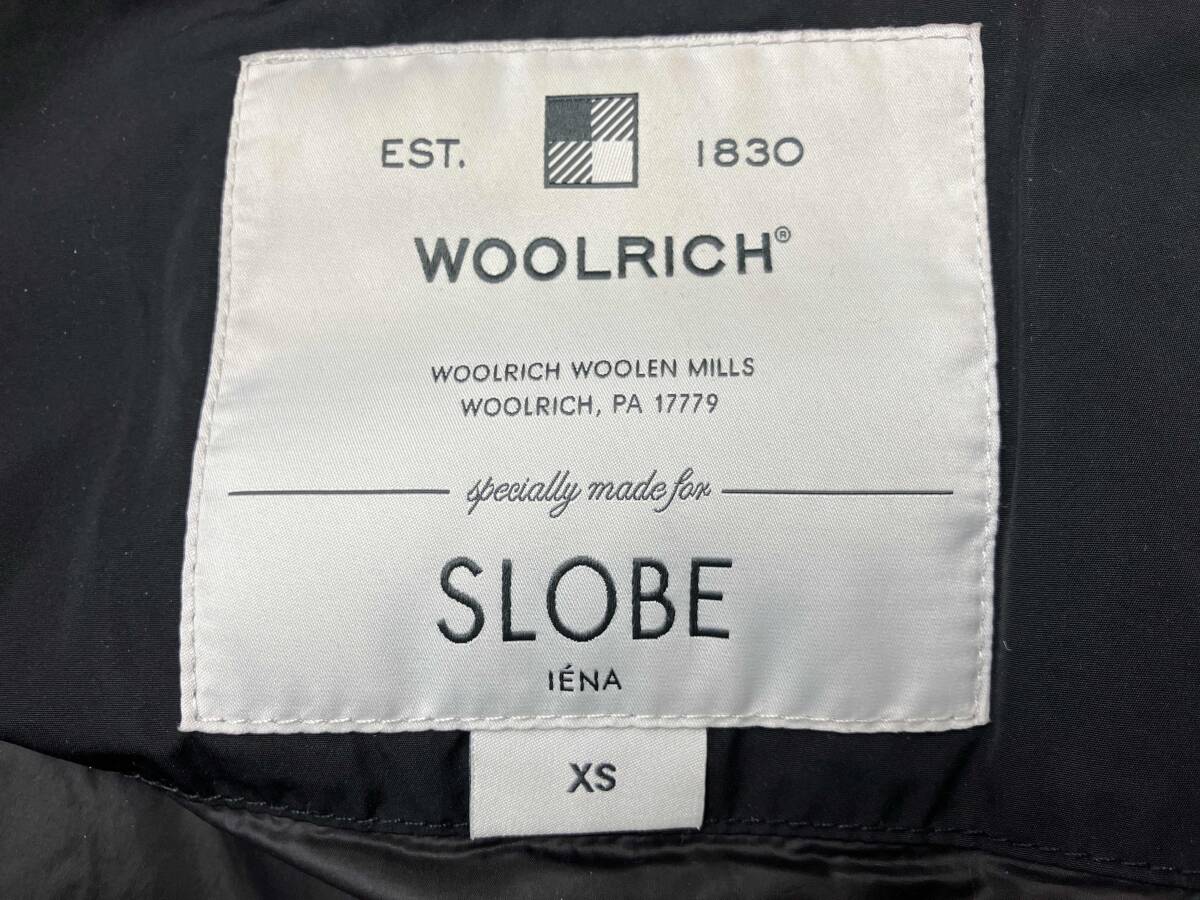 EST. 1830
WOOLRICH®
WOOLRICH WOOLEN MILLS
WOOLRICH, PA 17779
specially made for
SLOBE
IÉNA
XS